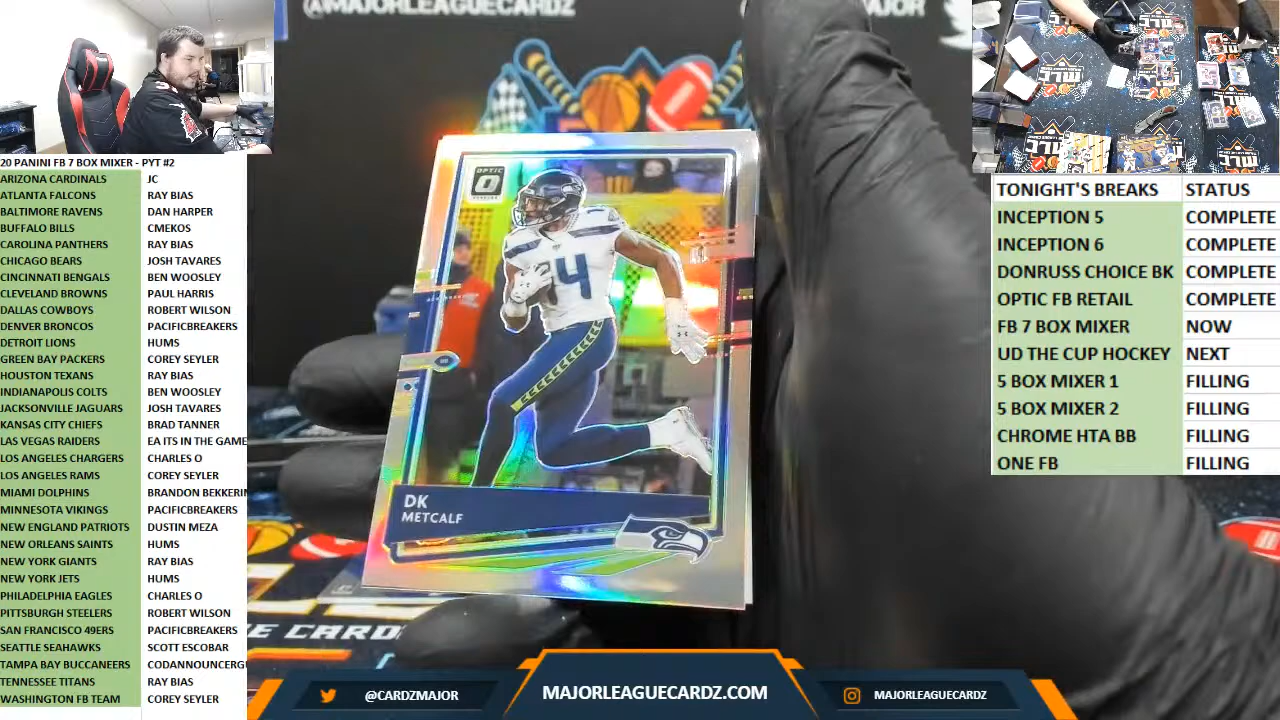 @MAJORLEAGUECARDZ
20 PANINI FB 7 BOX MIXER - PYT #2
ARIZONA CARDINALS JC
ATLANTA FALCONS RAY BIAS
BALTIMORE RAVENS DAN HARPER
BUFFALO BILLS CMEKOS
CAROLINA PANTHERS RAY BIAS
CHICAGO BEARS JOSH TAVARES
CINCINNATI BENGALS BEN WOOSLEY
CLEVELAND BROWNS PAUL HARRIS
DALLAS COWBOYS ROBERT WILSON
DENVER BRONCOS PACIFICBREAKERS
DETROIT LIONS HUMS
GREEN BAY PACKERS COREY SEYLER
HOUSTON TEXANS RAY BIAS
INDIANAPOLIS COLTS BEN WOOSLEY
JACKSONVILLE JAGUARS JOSH TAVARES
KANSAS CITY CHIEFS BRAD TANNER
LAS VEGAS RAIDERS EA ITS IN THE GAME
LOS ANGELES CHARGERS CHARLES O
LOS ANGELES RAMS COREY SEYLER
MIAMI DOLPHINS BRANDON BEKKERIN
MINNESOTA VIKINGS PACIFICBREAKERS
NEW ENGLAND PATRIOTS DUSTIN MEZA
NEW ORLEANS SAINTS HUMS
NEW YORK GIANTS RAY BIAS
NEW YORK JETS HUMS
PHILADELPHIA EAGLES CHARLES O
PITTSBURGH STEELERS ROBERT WILSON
SAN FRANCISCO 49ERS PACIFICBREAKERS
SEATTLE SEAHAWKS SCOTT ESCOBAR
TAMPA BAY BUCCANEERS CODANNOUNCERG
TENNESSEE TITANS RAY BIAS
WASHINGTON FB TEAM COREY SEYLER
OPTIC
14
DK
METCALF
E CARD
TONIGHT'S BREAKS STATUS
INCEPTION 5 COMPLETE
INCEPTION 6 COMPLETE
DONRUSS CHOICE BK COMPLETE
OPTIC FB RETAIL COMPLETE
FB 7 BOX MIXER NOW
UD THE CUP HOCKEY NEXT
5 BOX MIXER 1 FILLING
5 BOX MIXER 2 FILLING
CHROME HTA BB FILLING
ONE FB FILLING
@CARDZMAJOR
MAJORLEAGUECARDZ.COM
MAJORLEAGUECARDZ